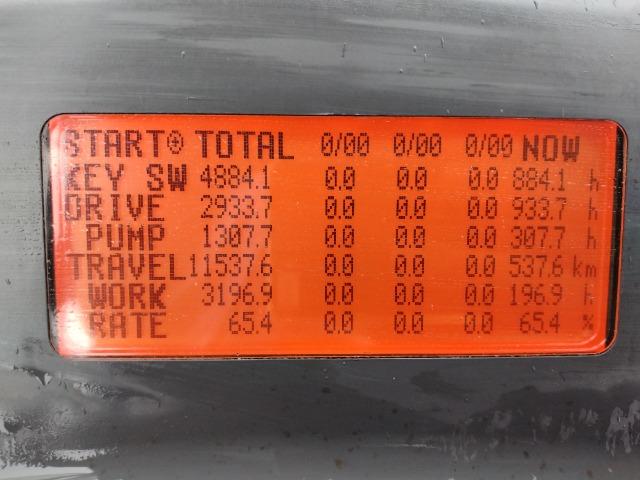 START⊕ TOTAL 0/00 0/00 0/00 NOW
KEY SW 4884.1 0.0 0.0 0.0 884.1 h
DRIVE 2933.7 0.0 0.0 0.0 933.7 h
PUMP 1307.7 0.0 0.0 0.0 307.7 h
TRAVEL 11537.6 0.0 0.0 0.0 537.6 km
WORK 3196.9 0.0 0.0 0.0 196.9 h
RATE 65.4 0.0 0.0 0.0 65.4 %